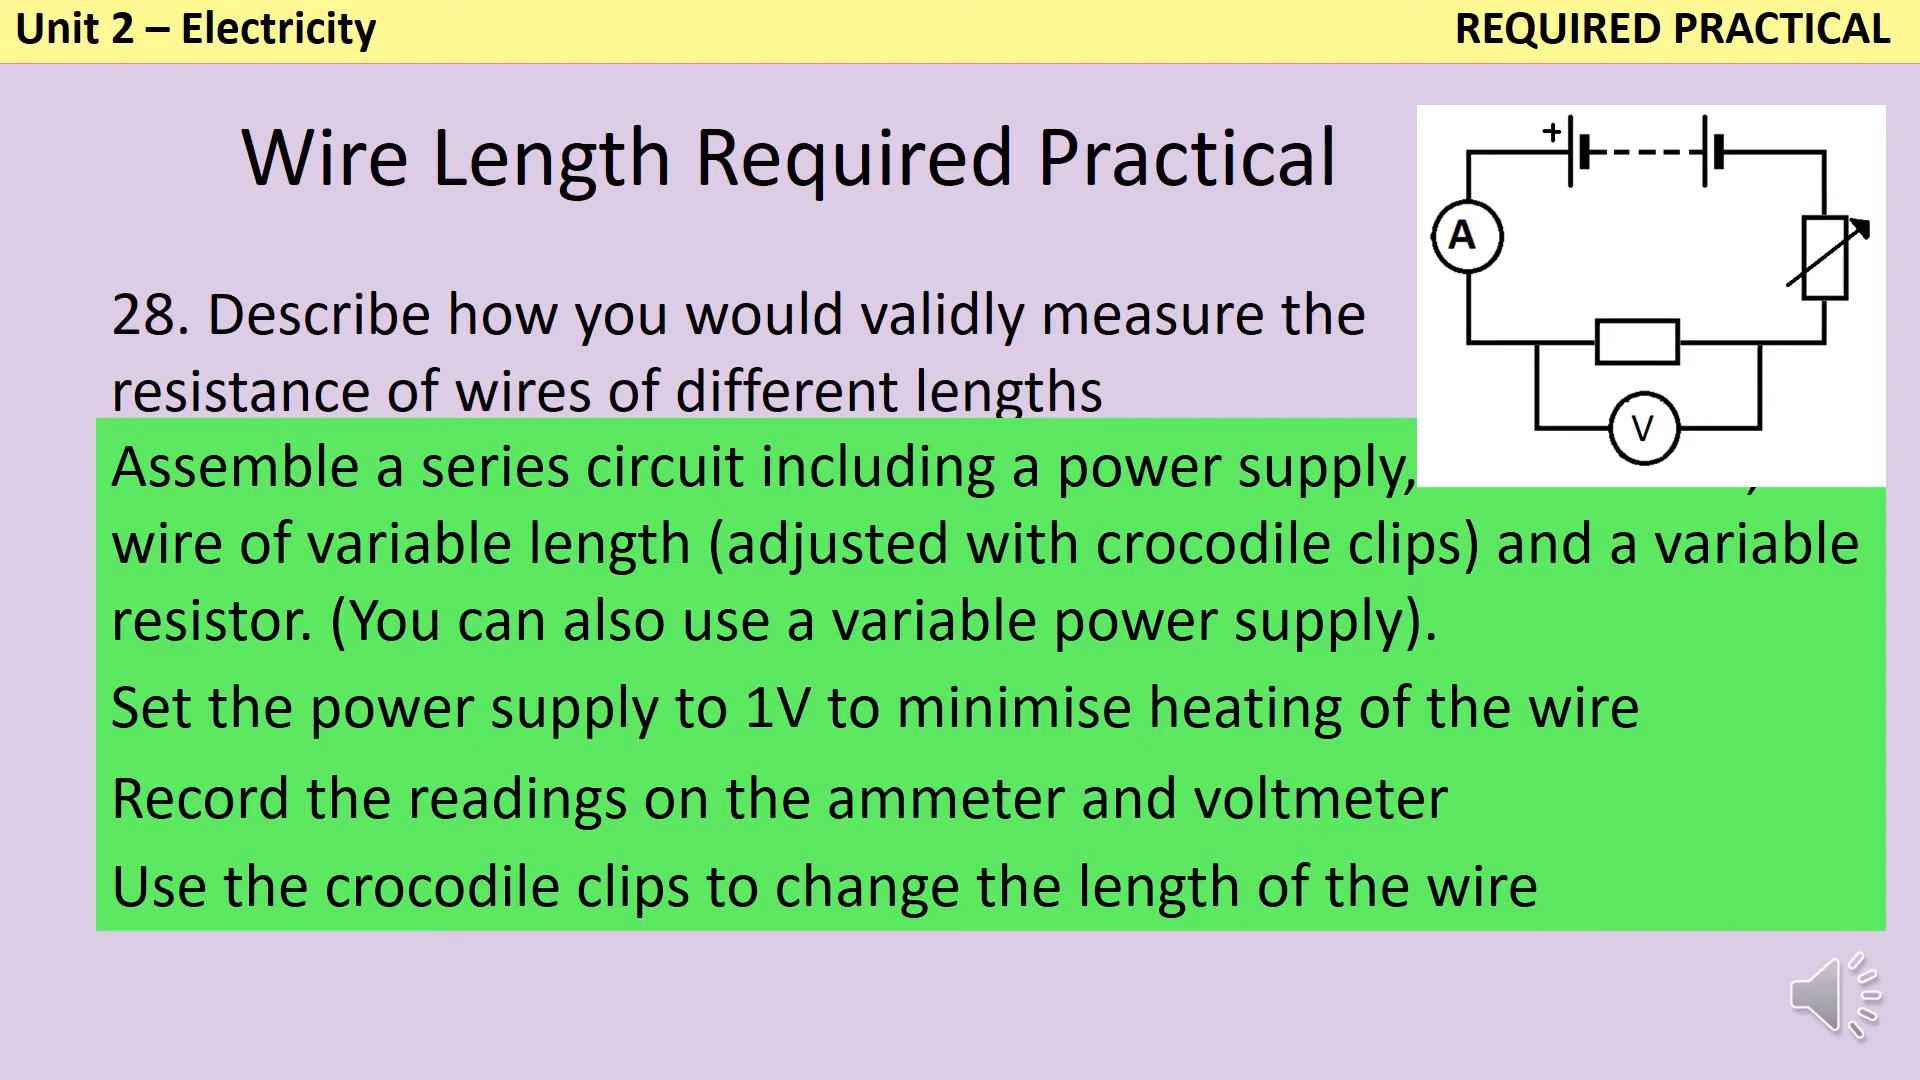 Unit 2 – Electricity
REQUIRED PRACTICAL
Wire Length Required Practical
+
A
V
28. Describe how you would validly measure the
resistance of wires of different lengths
Assemble a series circuit including a power supply,
wire of variable length (adjusted with crocodile clips) and a variable
resistor. (You can also use a variable power supply).
Set the power supply to 1V to minimise heating of the wire
Record the readings on the ammeter and voltmeter
Use the crocodile clips to change the length of the wire